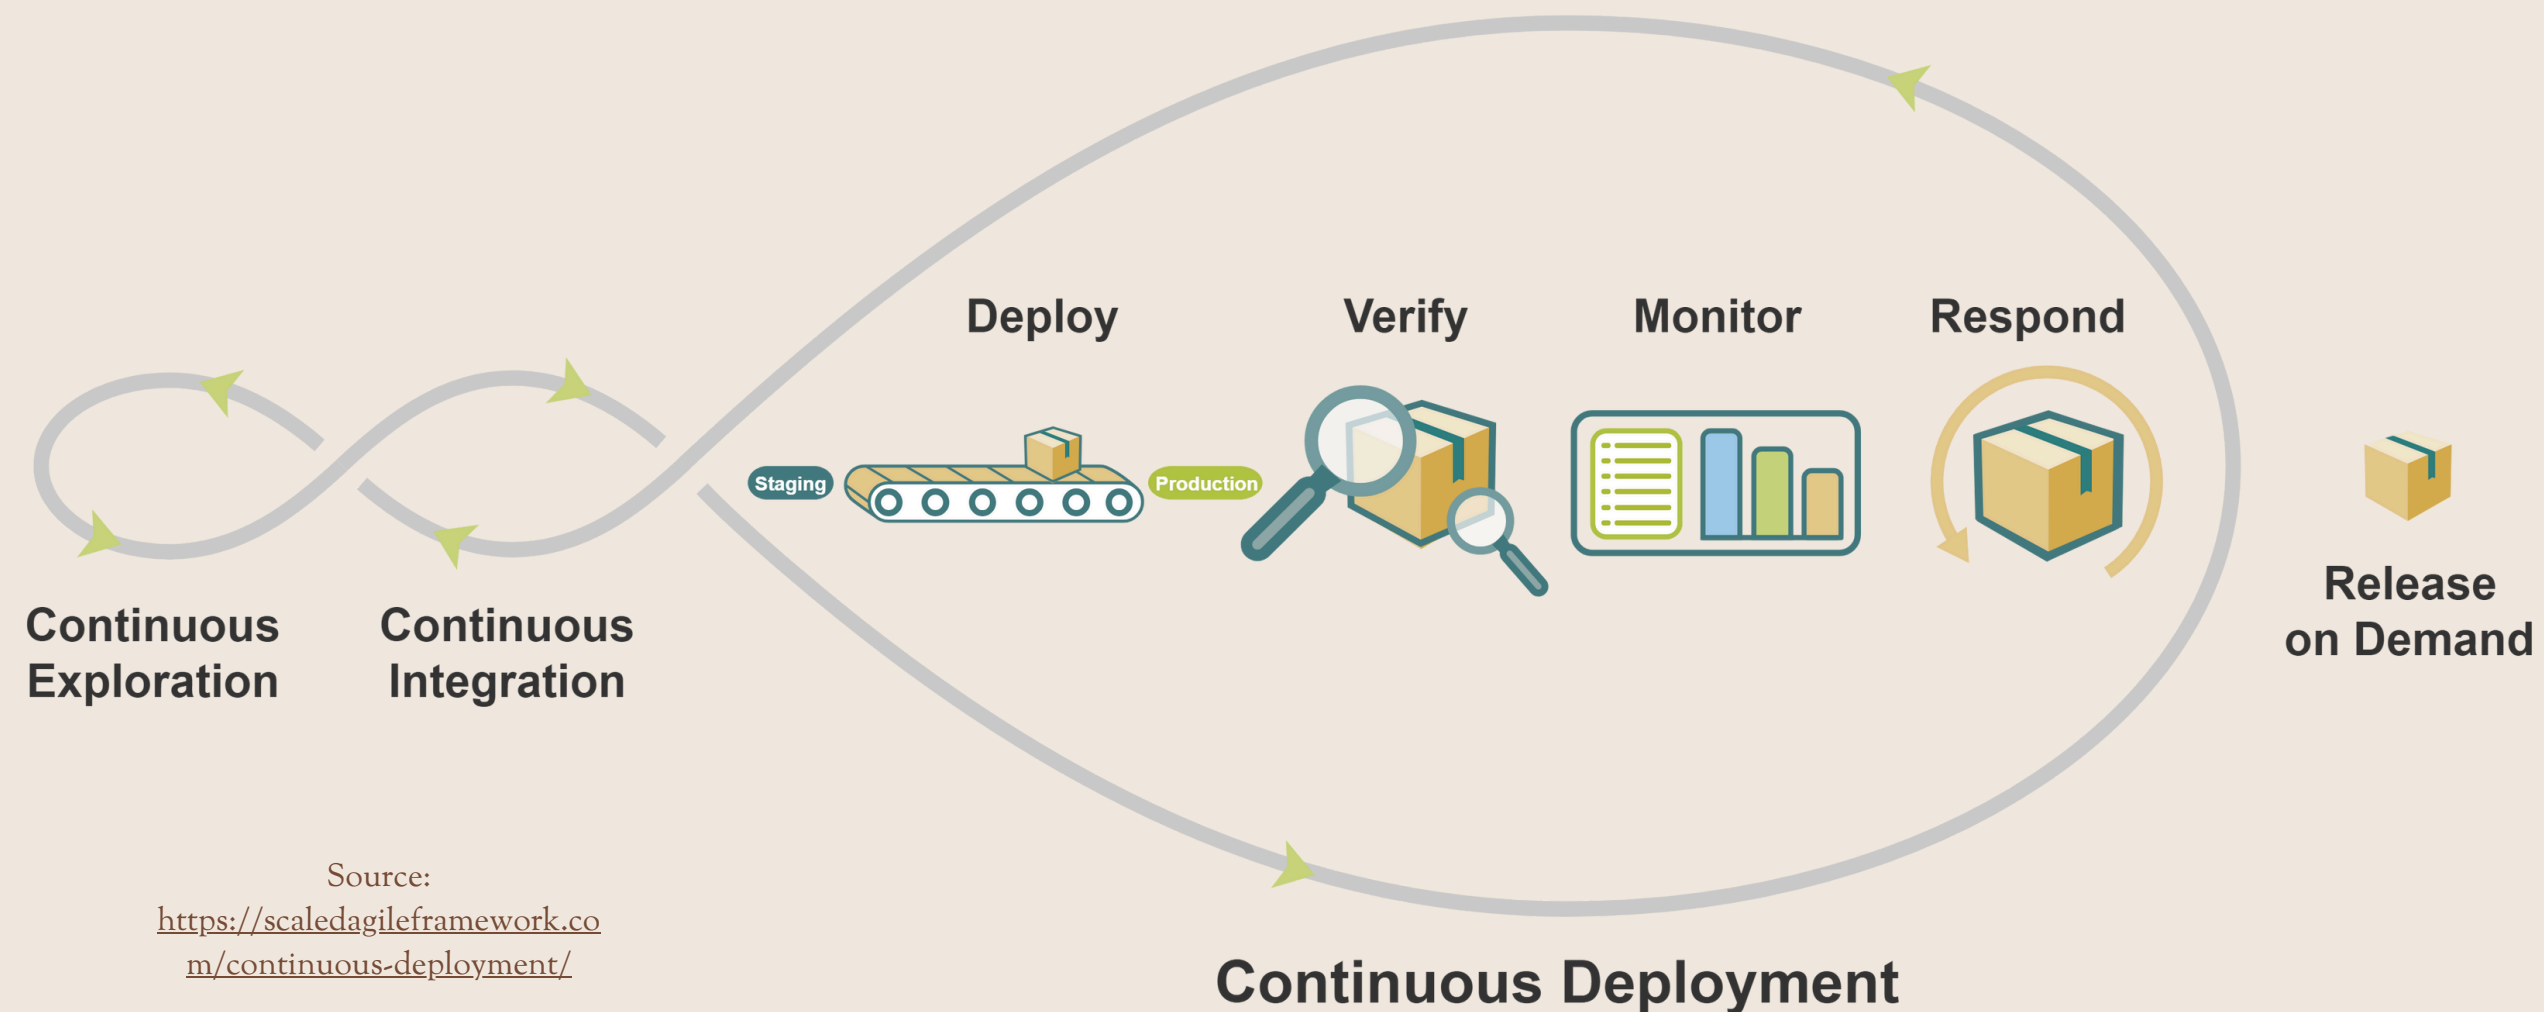 Deploy
Verify
Monitor
Respond
Staging
Production
Continuous
Exploration
Continuous
Integration
Release
on Demand
Source:
https://scaledagileframework.co
m/continuous-deployment/
Continuous Deployment